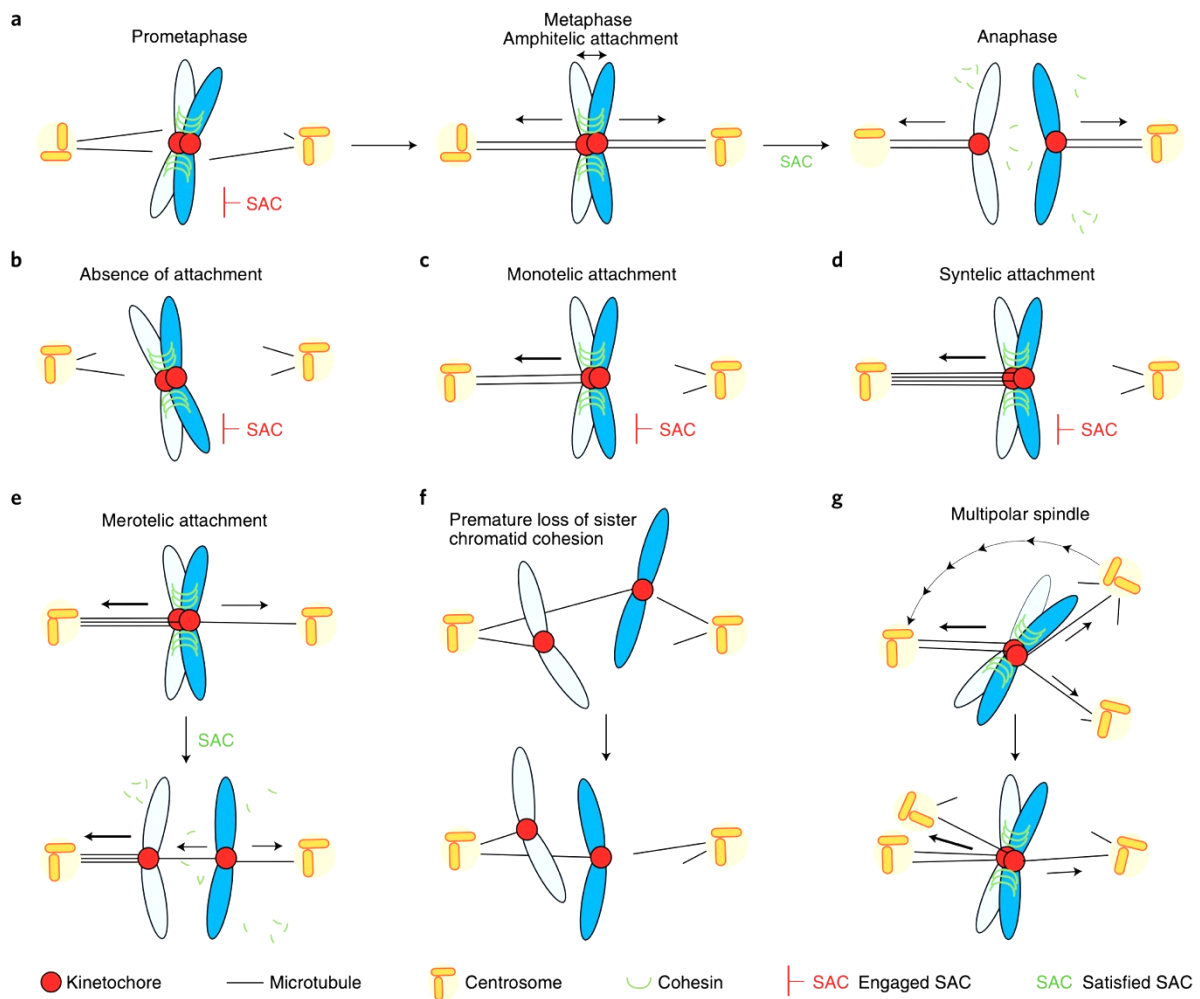 a
Prometaphase
Metaphase
Amphitelic attachment
Anaphase
SAC
SAC
b
Absence of attachment
SAC
c
Monotelic attachment
SAC
d
Syntelic attachment
SAC
e
Merotelic attachment
SAC
f
Premature loss of sister
chromatid cohesion
g
Multipolar spindle
Kinetochore
Microtubule
Centrosome
Cohesin
SAC Engaged SAC
SAC Satisfied SAC